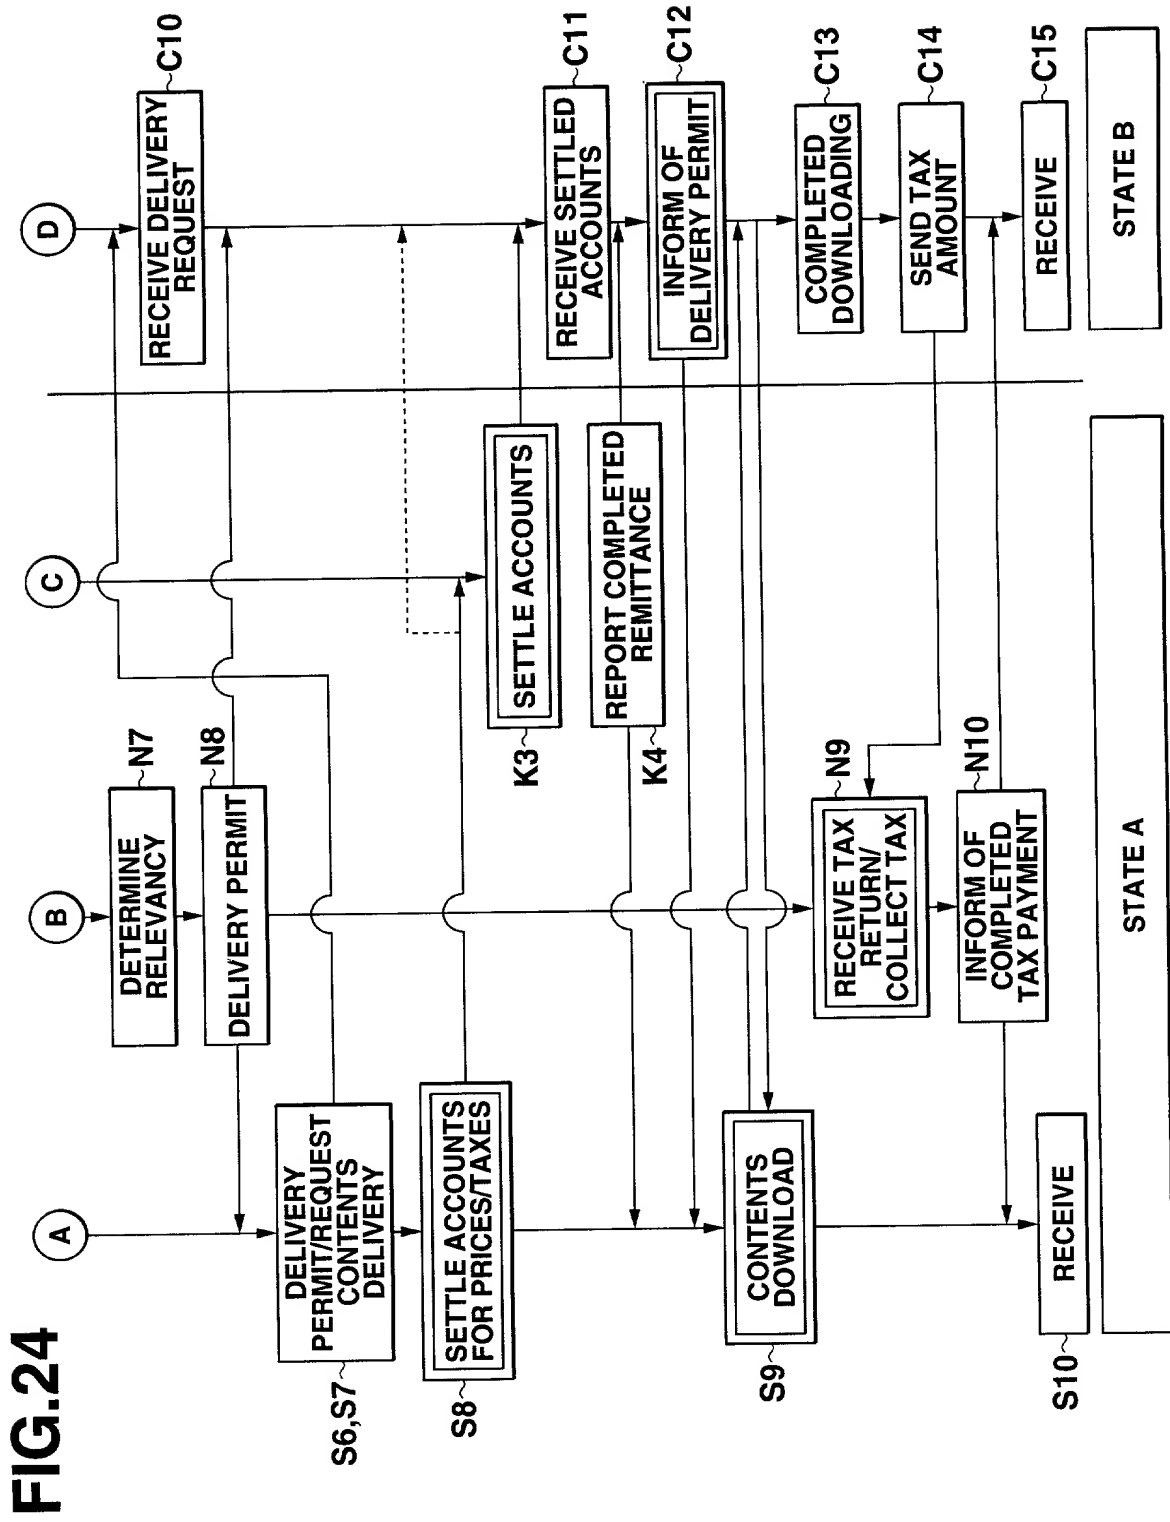 FIG.24
A
B
C
D
DETERMINE
RELEVANCY
N7
DELIVERY PERMIT
N8
RECEIVE DELIVERY
REQUEST
C10
DELIVERY
PERMIT/REQUEST
CONTENTS
DELIVERY
S6,S7
SETTLE ACCOUNTS
FOR PRICES/TAXES
S8
SETTLE ACCOUNTS
K3
RECEIVE SETTLED
ACCOUNTS
C11
REPORT COMPLETED
REMITTANCE
K4
INFORM OF
DELIVERY PERMIT
C12
CONTENTS
DOWNLOAD
S9
COMPLETED
DOWNLOADING
C13
RECEIVE TAX
RETURN/
COLLECT TAX
N9
SEND TAX
AMOUNT
C14
INFORM OF
COMPLETED
TAX PAYMENT
N10
RECEIVE
S10
RECEIVE
C15
STATE A
STATE B